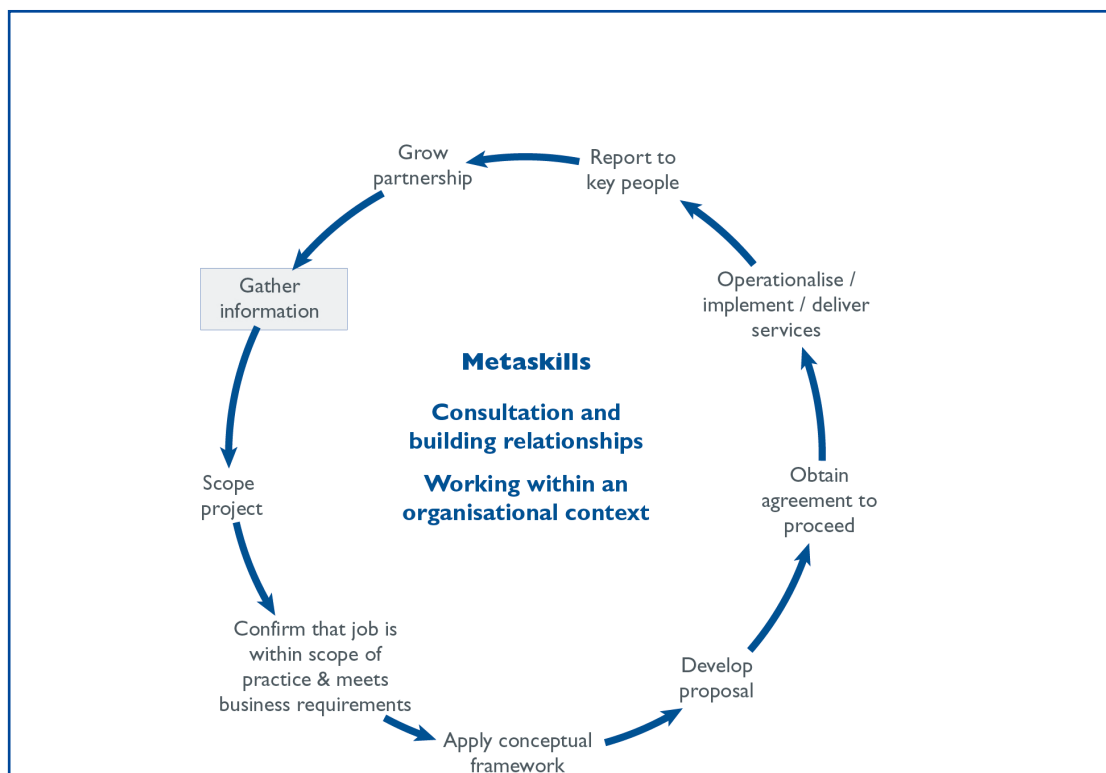 Grow
partnership
Report to
key people
Gather
information
Operationalise /
implement / deliver
services
Metaskills
Consultation and
building relationships
Working within an
organisational context
Scope
project
Obtain
agreement to
proceed
Confirm that job is
within scope of
practice & meets
business requirements
Develop
proposal
Apply conceptual
framework